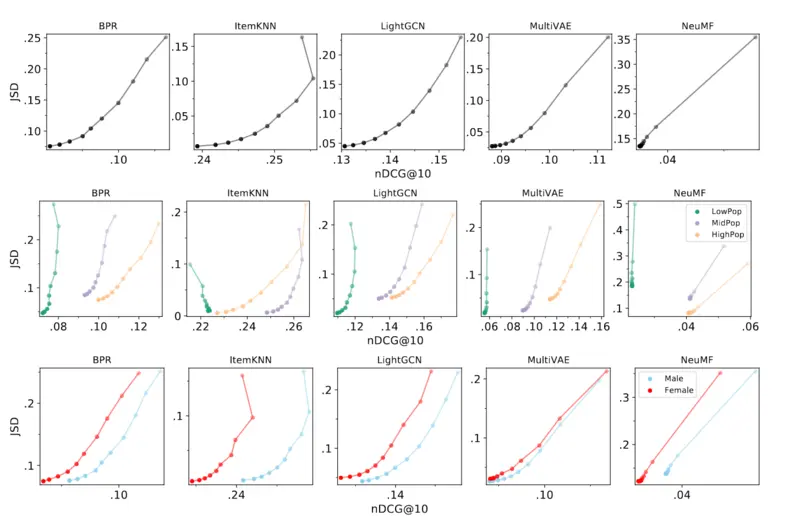 BPR ItemKNN LightGCN MultiVAE NeuMF
JSD
.25 .20 .15 .10
.15 .10 .05
.25 .20 .15 .10 .05
.20 .15 .10 .05
.35 .30 .25 .20 .15
.10 .24 .25 .13 .14 .15 .09 .10 .11 .04
nDCG@10
BPR ItemKNN LightGCN MultiVAE NeuMF
JSD
.2 .1
.2 .1 0
.2 .1 0
.2 .1
.5 .4 .3 .2 .1
LowPop
MidPop
HighPop
.08 .10 .12 .22 .24 .26 .12 .14 .16 .06 .08 .10 .12 .14 .16 .04 .06
nDCG@10
BPR ItemKNN LightGCN MultiVAE NeuMF
JSD
.2 .1
.1
.2 .1
.2 .1
.3 .2
Male
Female
.10 .24 .14 .10 .04
nDCG@10